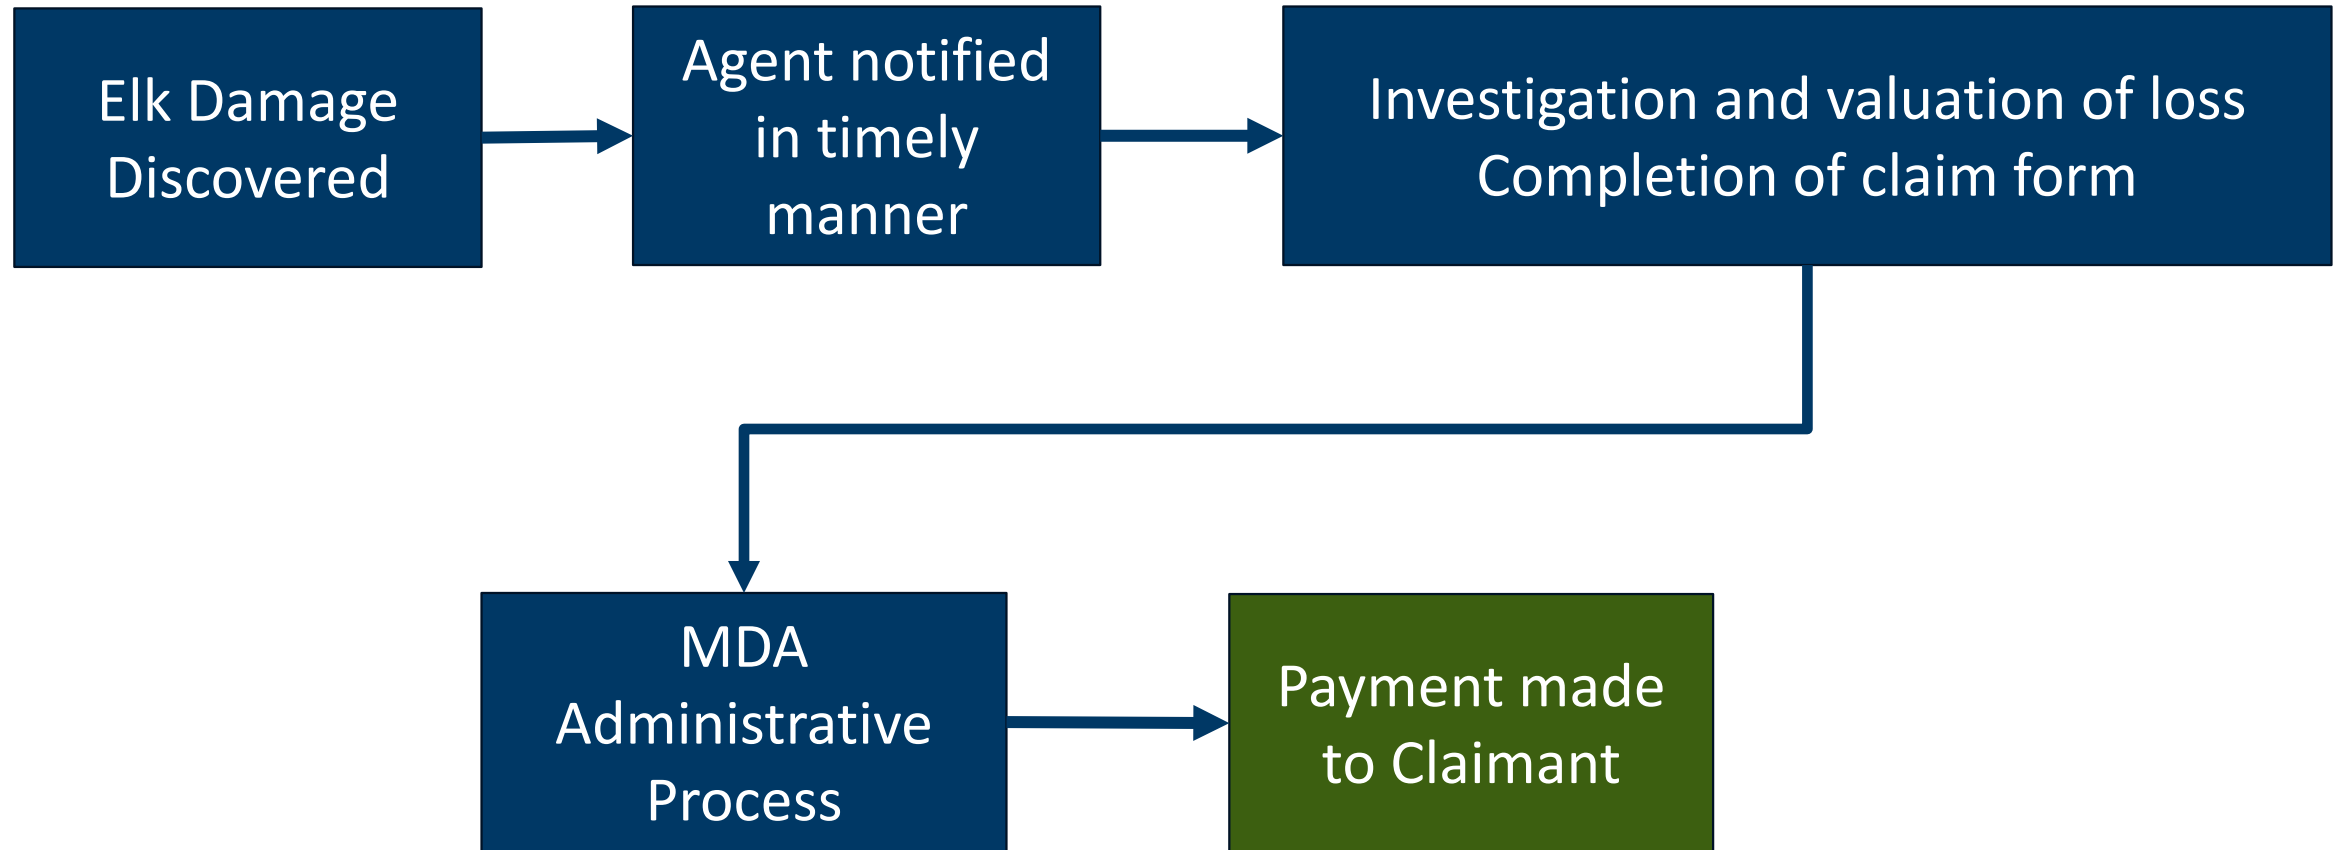 Elk Damage
Discovered
Agent notified
in timely
manner
Investigation and valuation of loss
Completion of claim form
MDA
Administrative
Process
Payment made
to Claimant